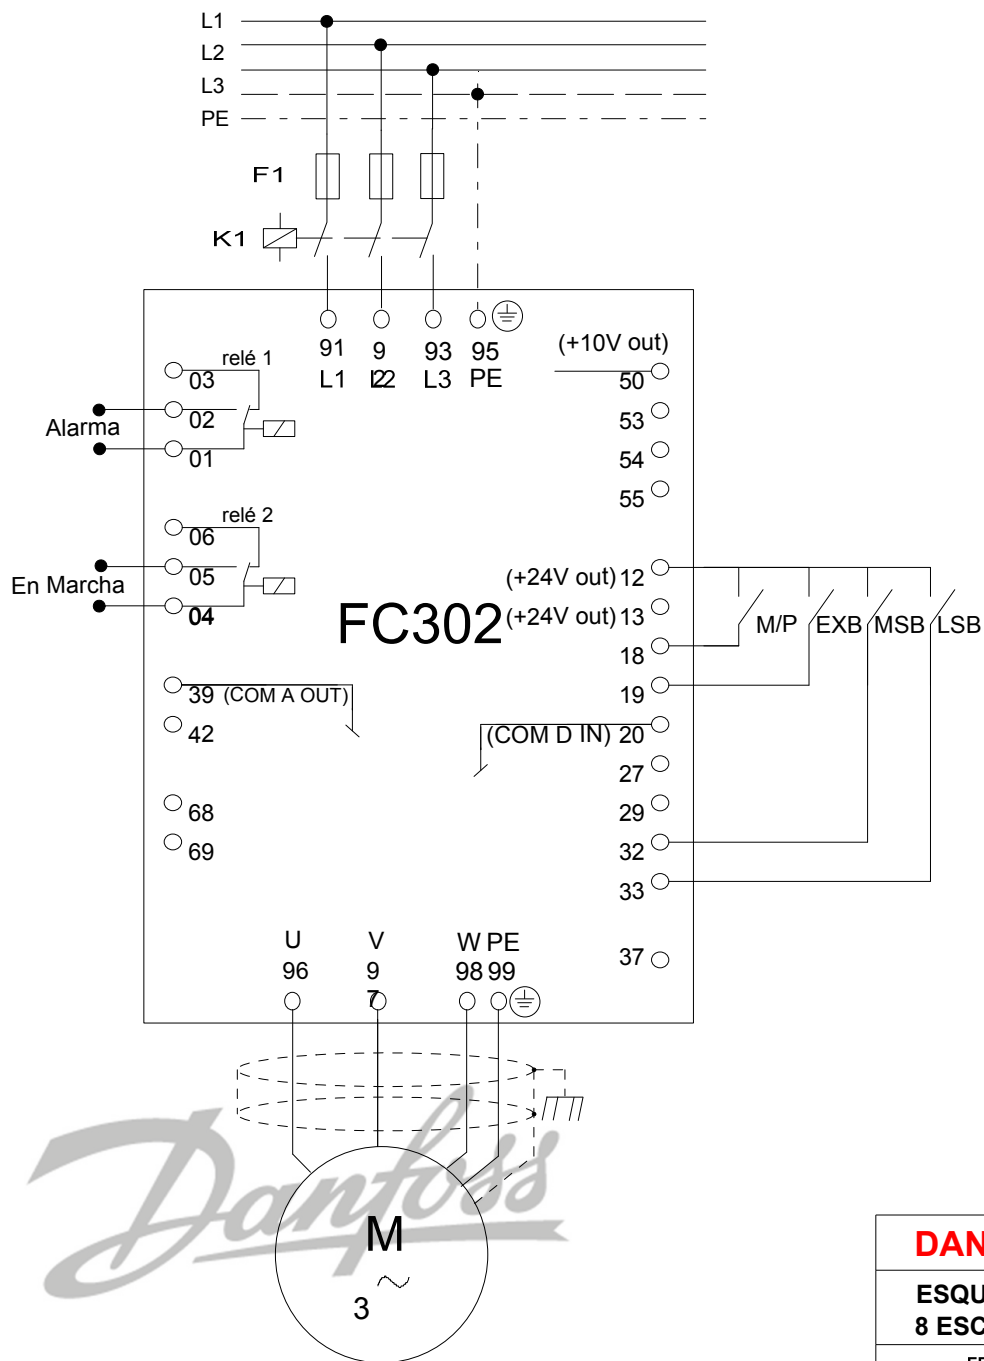 L1
L2
L3
PE
F1
K1
91 92 93 95
L1 L2 L3 PE
(+10V out)
relé 1
03
50
02
53
Alarma
01
54
55
relé 2
06
05
(+24V out) 12
En Marcha
04
(+24V out) 13
FC302
M/P EXB MSB LSB
18
39 (COM A OUT)
19
42
(COM D IN) 20
27
68
29
69
32
33
U V W PE
37
96 97 98 99
Danfoss
M
3
DAN
ESQU
8 ESC